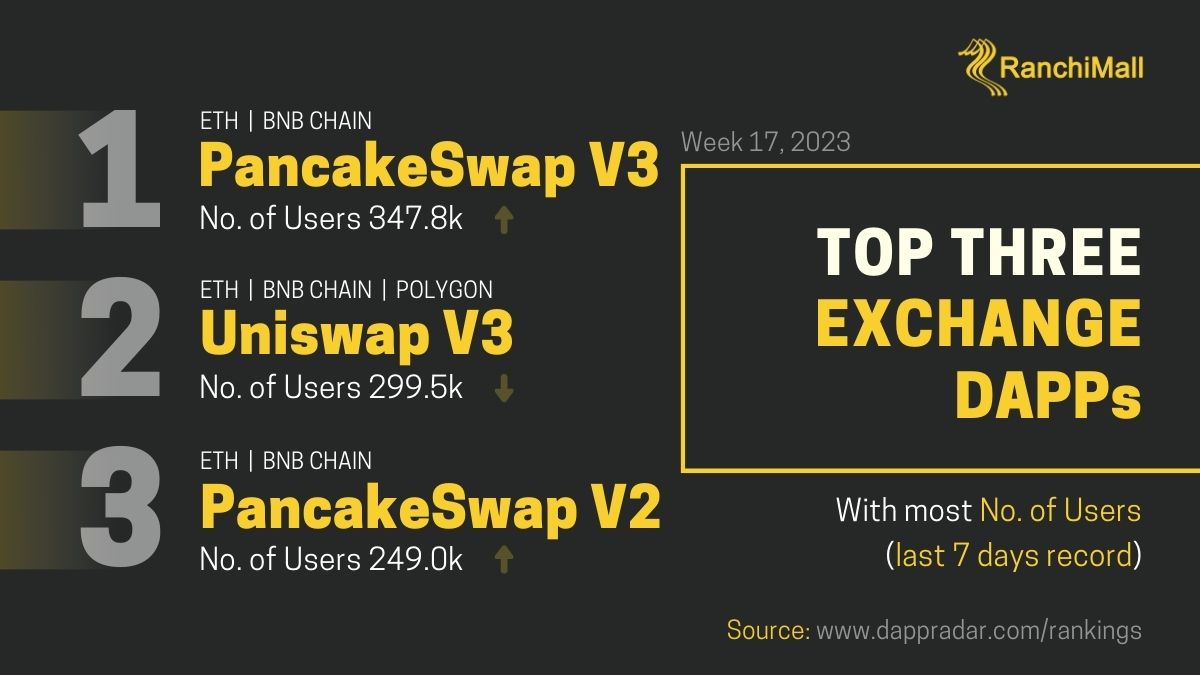 RanchiMall
1
ETH | BNB CHAIN
PancakeSwap V3
No. of Users 347.8k
2
ETH | BNB CHAIN | POLYGON
Uniswap V3
No. of Users 299.5k
3
ETH | BNB CHAIN
PancakeSwap V2
No. of Users 249.0k
Week 17, 2023
TOP THREE
EXCHANGE
DAPPs
With most No. of Users
(last 7 days record)
Source: www.dappradar.com/rankings